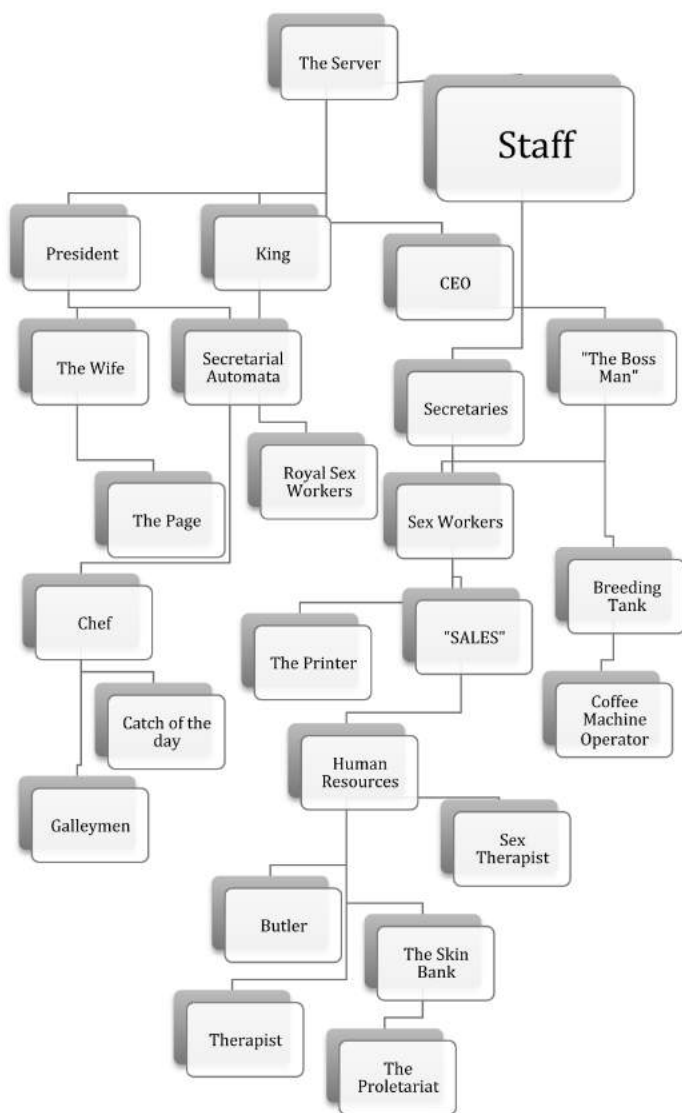 The Server
Staff
President
King
CEO
The Wife
Secretarial
Automata
Secretaries
"The Boss
Man"
Royal Sex
Workers
Sex Workers
The Page
Breeding
Tank
Chef
The Printer
"SALES"
Catch of the
day
Coffee
Machine
Operator
Human
Resources
Galleymen
Sex
Therapist
Butler
The Skin
Bank
Therapist
The
Proletariat